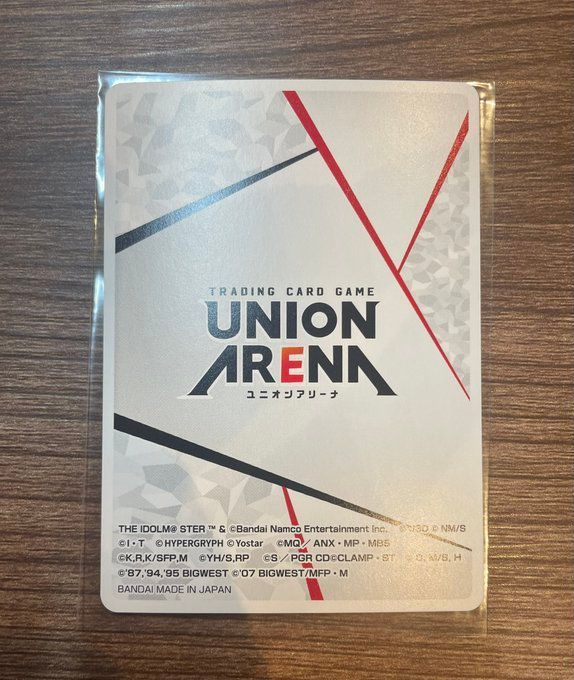 TRADING CARD GAME
UNION
ARENA
ユニオンアリーナ
THE IDOLM@STER™ & ©Bandai Namco Entertainment Inc. © NM/S
©I・T ©HYPERGRYPH ©Yostar ©MQ／ANX・MP・MBS
©K,R,K/SFP,M ©YH/S,RP ©S／PGR CD©CLAMP・ST M/S, H
©'87,'94,'95 BIGWEST ©'07 BIGWEST/MFP・M
BANDAI MADE IN JAPAN